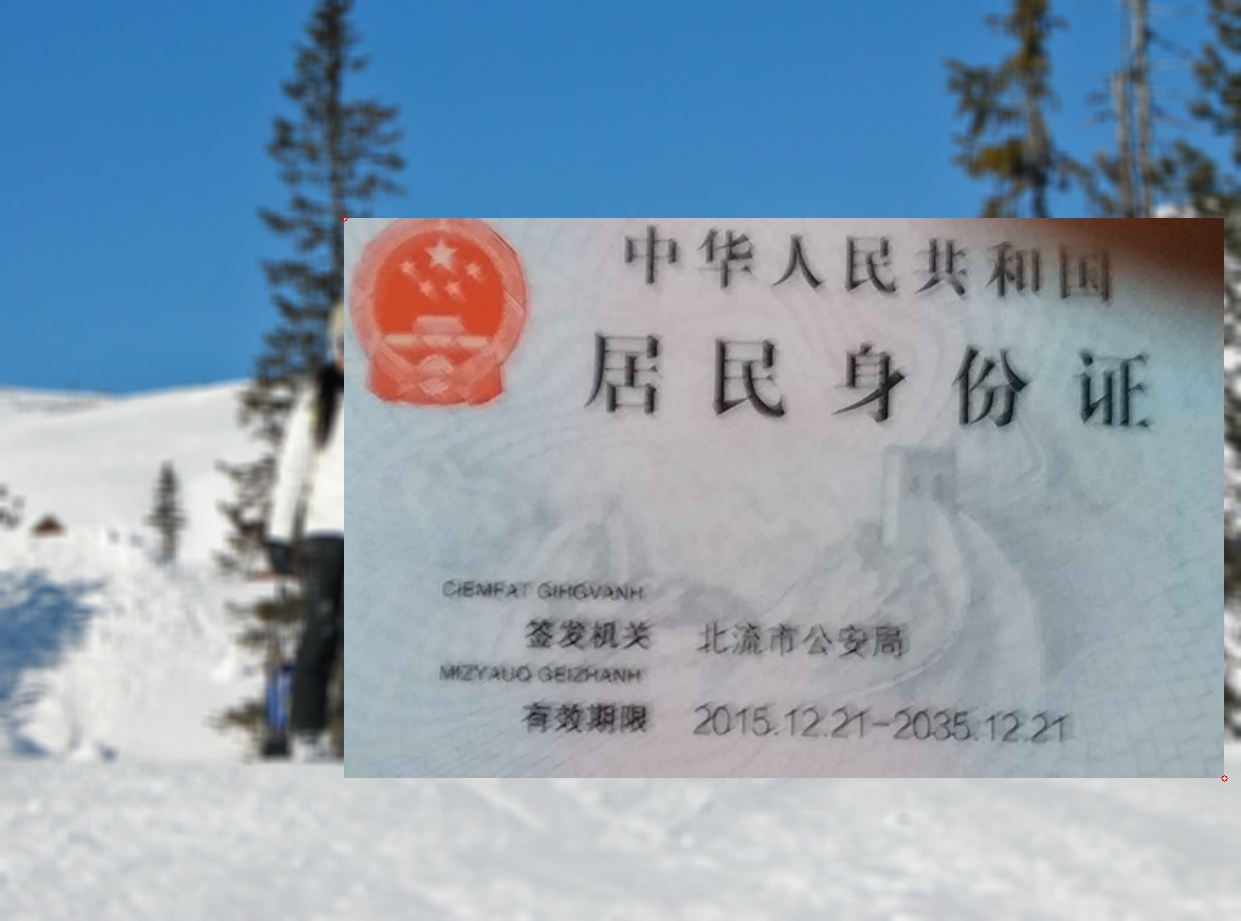 中华人民共和国
居民身份证
CIEMFAT GIHGVANH
签发机关 北流市公安局
MIZYAUQ GEIZHANH
有效期限 2015.12.21-2035.12.21